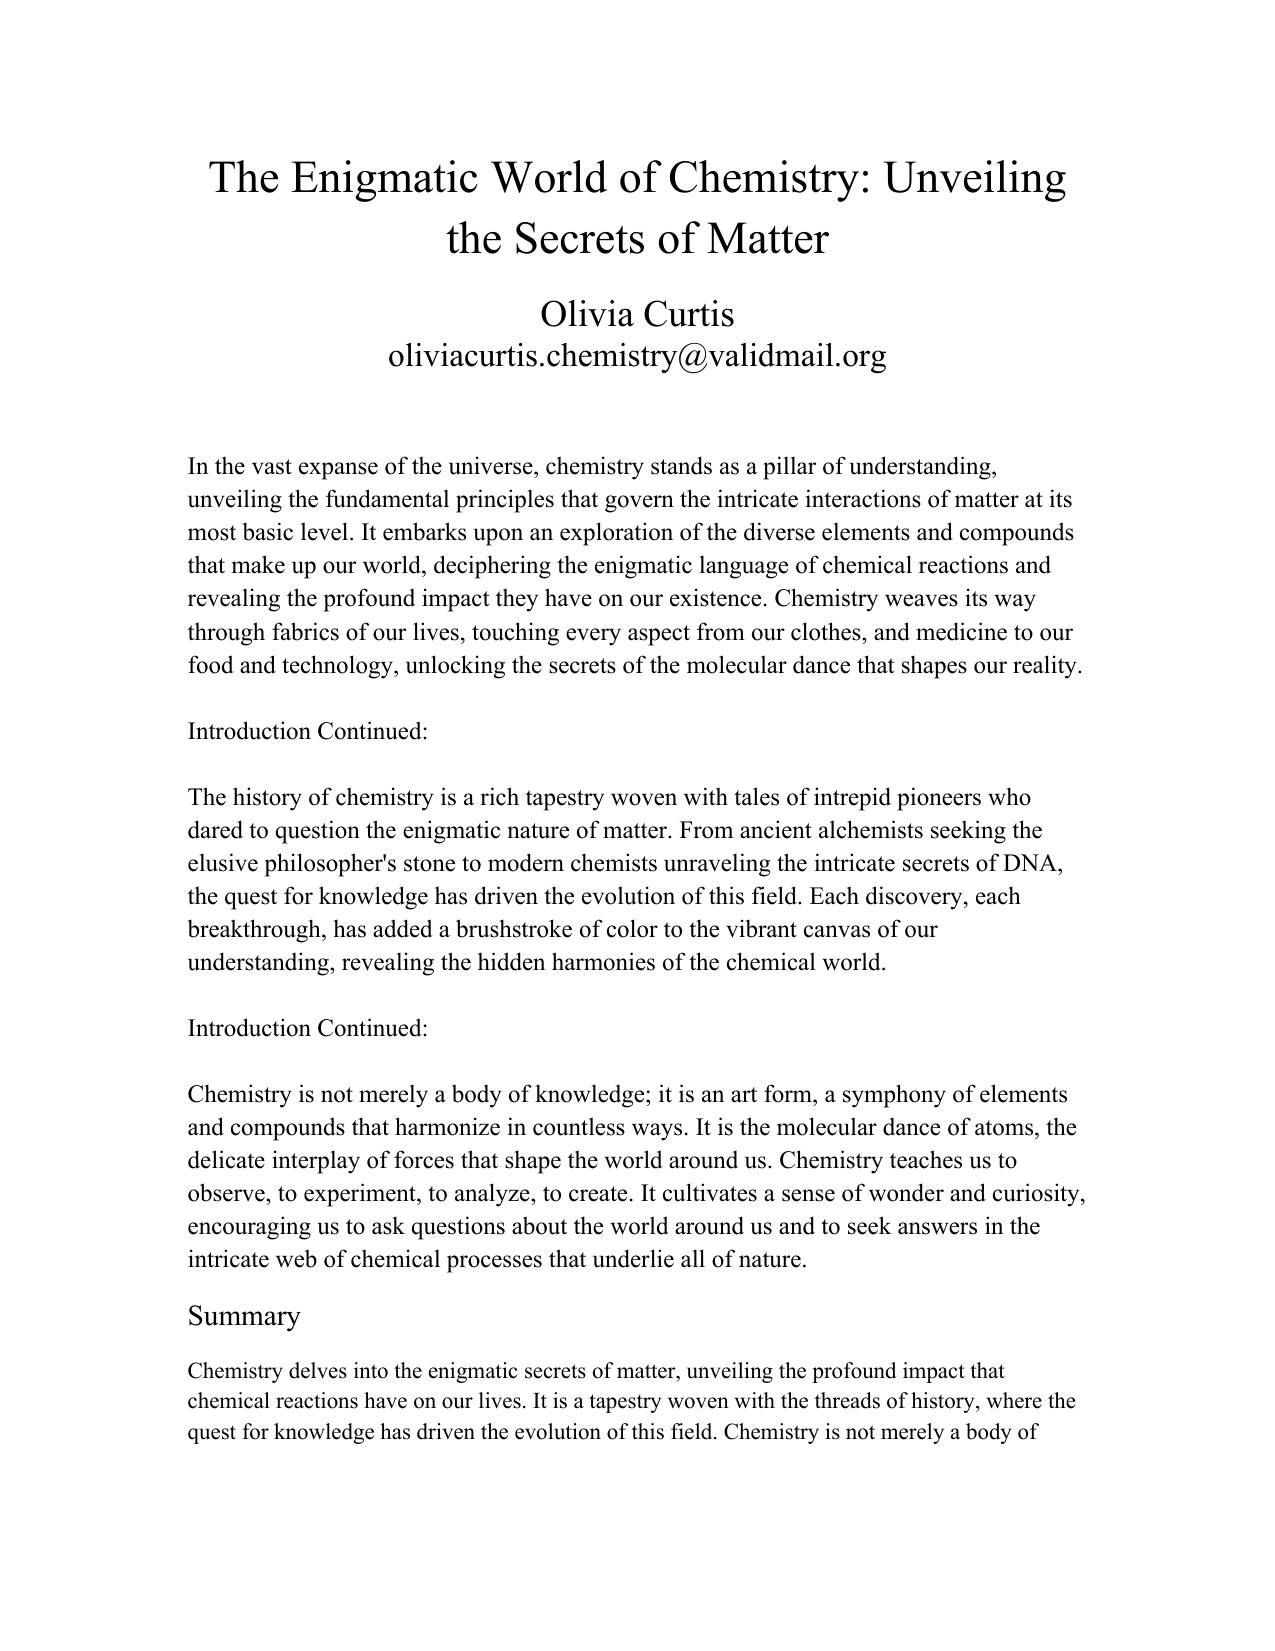 The Enigmatic World of Chemistry: Unveiling
the Secrets of Matter
Olivia Curtis
oliviacurtis.chemistry@validmail.org
In the vast expanse of the universe, chemistry stands as a pillar of understanding,
unveiling the fundamental principles that govern the intricate interactions of matter at its
most basic level. It embarks upon an exploration of the diverse elements and compounds
that make up our world, deciphering the enigmatic language of chemical reactions and
revealing the profound impact they have on our existence. Chemistry weaves its way
through fabrics of our lives, touching every aspect from our clothes, and medicine to our
food and technology, unlocking the secrets of the molecular dance that shapes our reality.
Introduction Continued:
The history of chemistry is a rich tapestry woven with tales of intrepid pioneers who
dared to question the enigmatic nature of matter. From ancient alchemists seeking the
elusive philosopher's stone to modern chemists unraveling the intricate secrets of DNA,
the quest for knowledge has driven the evolution of this field. Each discovery, each
breakthrough, has added a brushstroke of color to the vibrant canvas of our
understanding, revealing the hidden harmonies of the chemical world.
Introduction Continued:
Chemistry is not merely a body of knowledge; it is an art form, a symphony of elements
and compounds that harmonize in countless ways. It is the molecular dance of atoms, the
delicate interplay of forces that shape the world around us. Chemistry teaches us to
observe, to experiment, to analyze, to create. It cultivates a sense of wonder and curiosity,
encouraging us to ask questions about the world around us and to seek answers in the
intricate web of chemical processes that underlie all of nature.
Summary
Chemistry delves into the enigmatic secrets of matter, unveiling the profound impact that
chemical reactions have on our lives. It is a tapestry woven with the threads of history, where the
quest for knowledge has driven the evolution of this field. Chemistry is not merely a body of